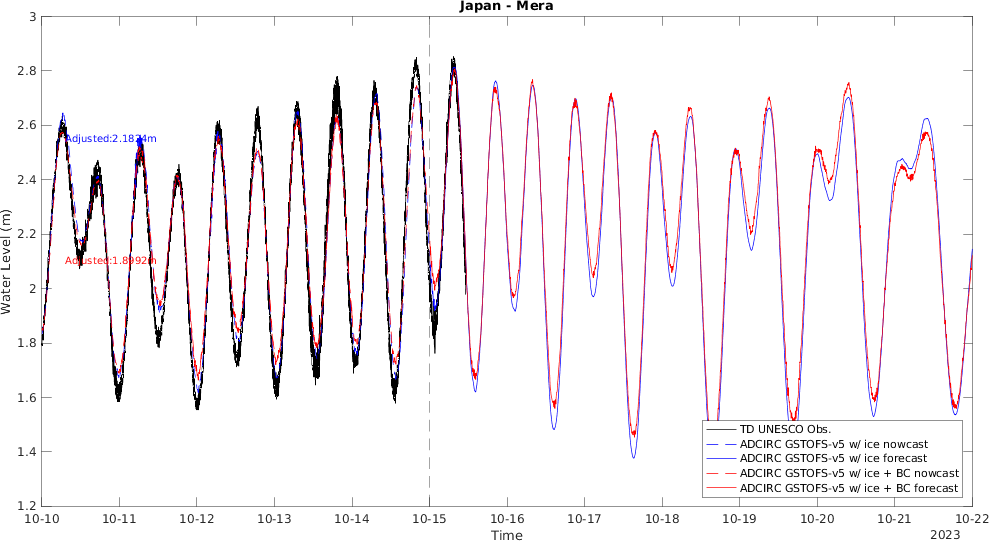 Japan - Mera
Water Level (m)
3
2.8
2.6
2.4
2.2
2
1.8
1.6
1.4
1.2
Adjusted:2.1874m
Adjusted:1.8992m
TD UNESCO Obs.
ADCIRC GSTOFS-v5 w/ ice nowcast
ADCIRC GSTOFS-v5 w/ ice forecast
ADCIRC GSTOFS-v5 w/ ice + BC nowcast
ADCIRC GSTOFS-v5 w/ ice + BC forecast
10-10 10-11 10-12 10-13 10-14 10-15 10-16 10-17 10-18 10-19 10-20 10-21 10-22
Time
2023